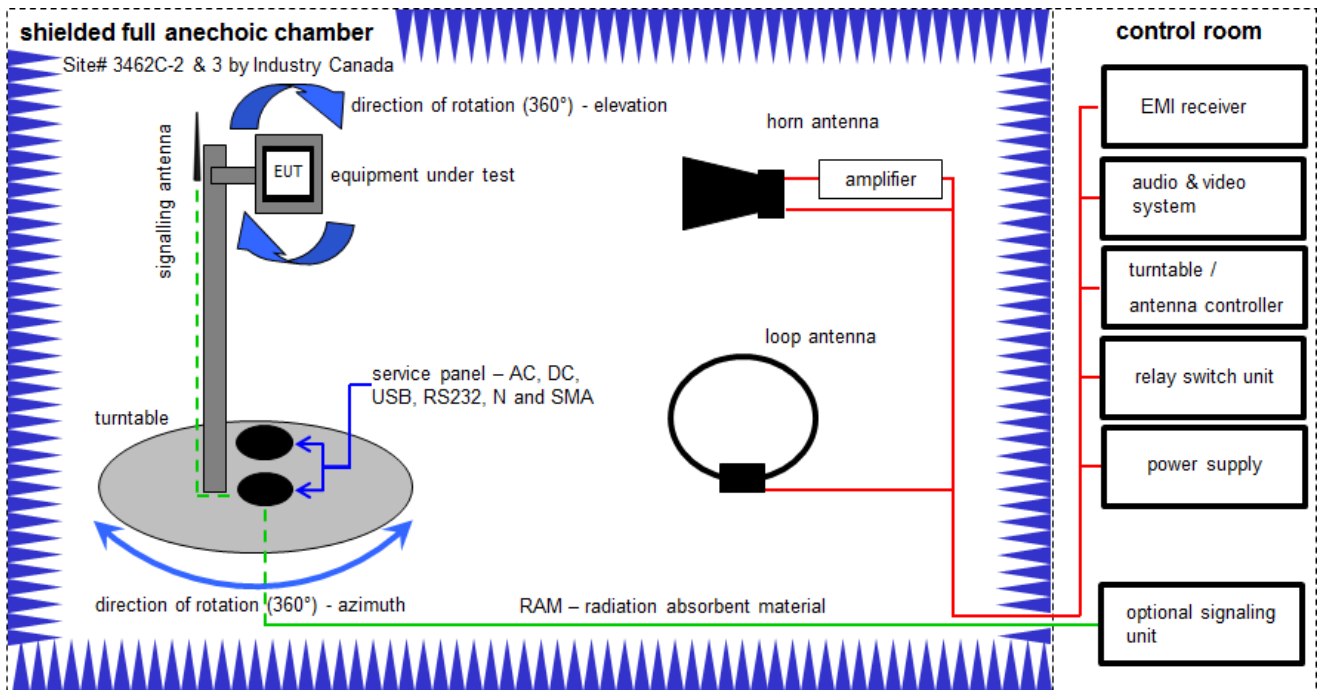 shielded full anechoic chamber
control room
Site# 3462C-2 & 3 by Industry Canada
direction of rotation (360°) - elevation
signalling antenna
EUT
equipment under test
horn antenna
amplifier
loop antenna
service panel – AC, DC,
USB, RS232, N and SMA
turntable
direction of rotation (360°) - azimuth
RAM – radiation absorbent material
EMI receiver
audio & video
system
turntable /
antenna controller
relay switch unit
power supply
optional signaling
unit